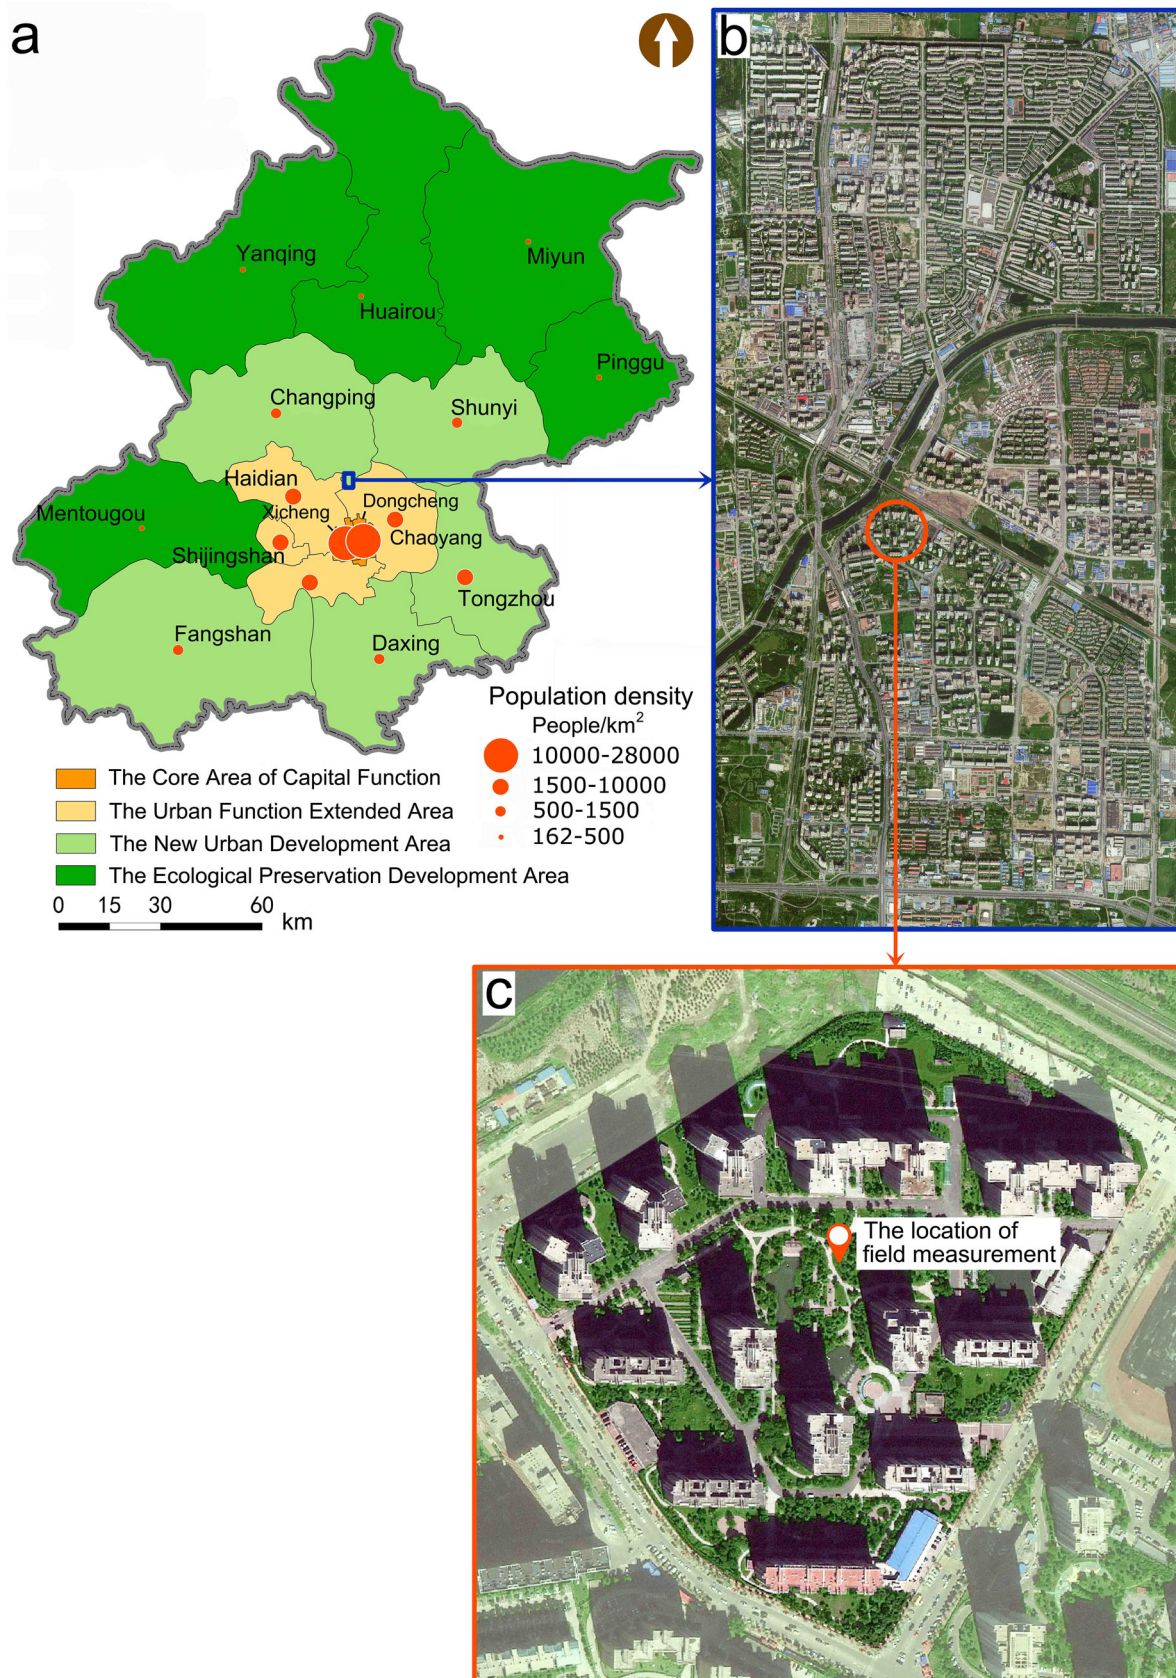 a
b
Yanqing
Miyun
Huairou
Pinggu
Changping
Shunyi
Haidian
Dongcheng
Xicheng
Mentougou
Chaoyang
Shijingshan
Tongzhou
Fangshan
Daxing
Population density
People/km²
10000-28000
1500-10000
500-1500
162-500
The Core Area of Capital Function
The Urban Function Extended Area
The New Urban Development Area
The Ecological Preservation Development Area
0 15 30 60
km
c
The location of
field measurement